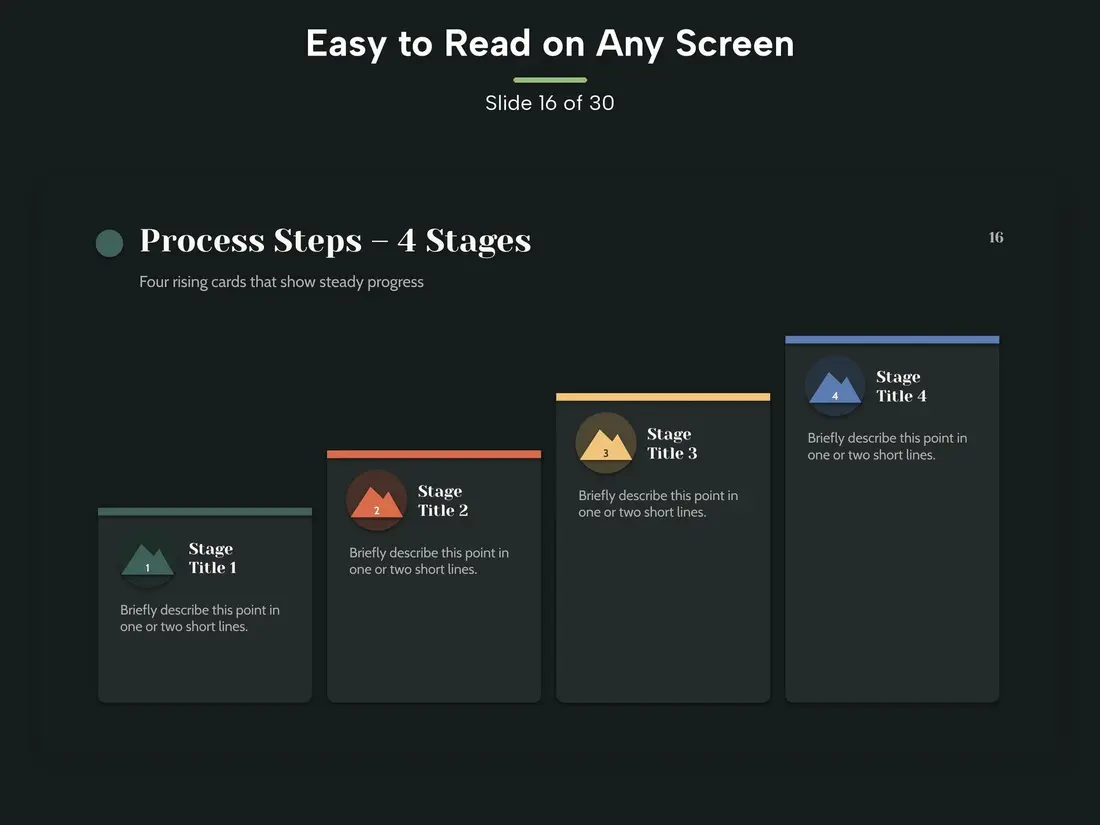 Easy to Read on Any Screen
Slide 16 of 30
Process Steps – 4 Stages
16
Four rising cards that show steady progress
1
Stage
Title 1
Briefly describe this point in
one or two short lines.
2
Stage
Title 2
Briefly describe this point in
one or two short lines.
3
Stage
Title 3
Briefly describe this point in
one or two short lines.
4
Stage
Title 4
Briefly describe this point in
one or two short lines.